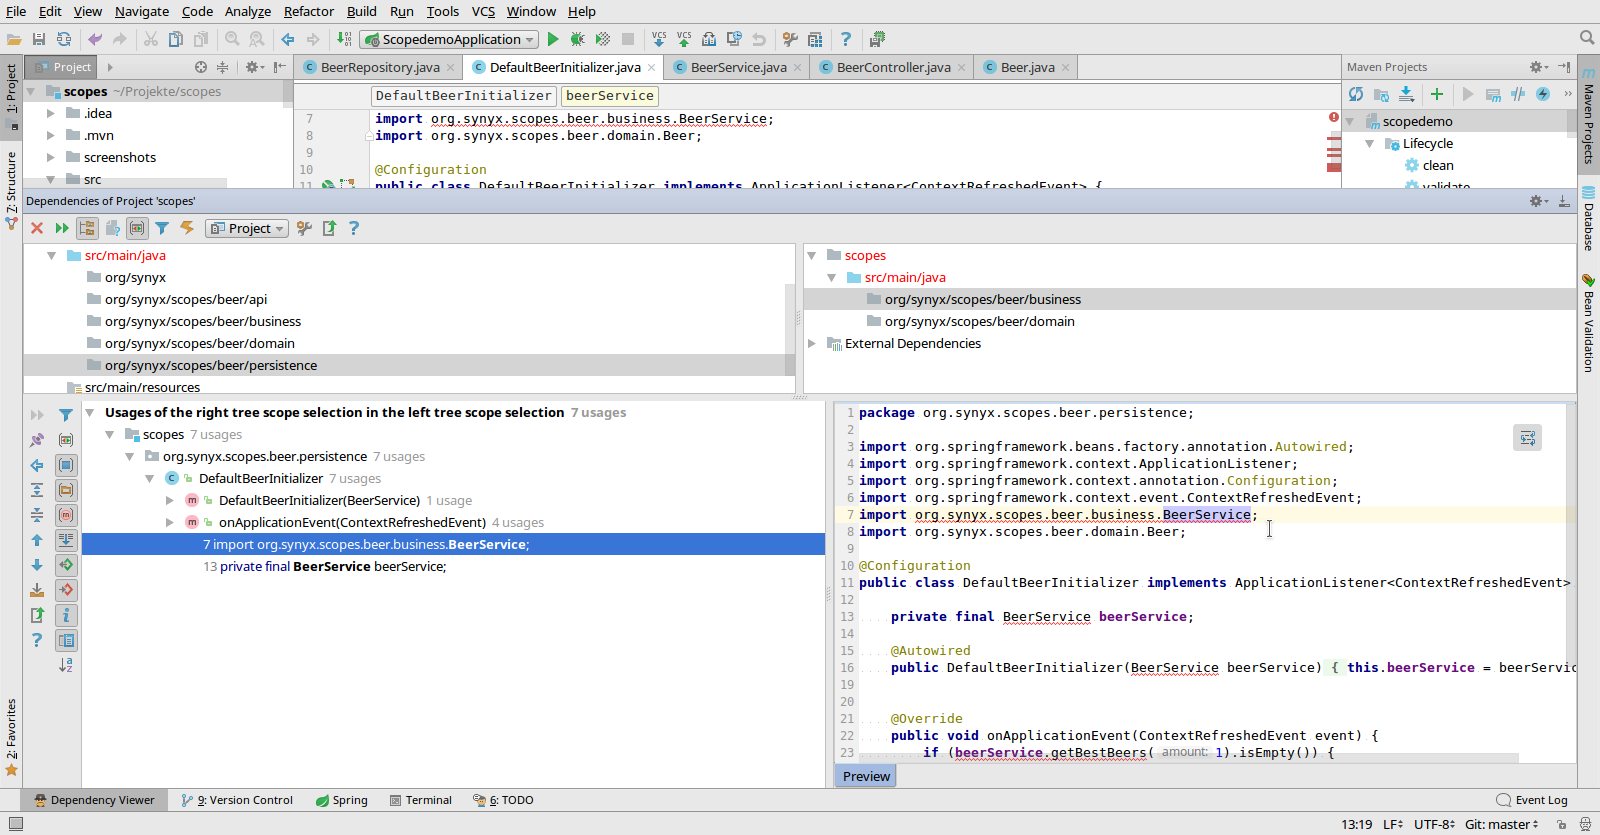 File Edit View Navigate Code Analyze Refactor Build Run Tools VCS Window Help
ScopedemoApplication VCS VCS
1: Project
Z: Structure
2: Favorites
Project
BeerRepository.java DefaultBeerInitializer.java BeerService.java BeerController.java Beer.java
Maven Projects
scopes ~/Projekte/scopes
.idea
.mvn
screenshots
src
DefaultBeerInitializer beerService
7 import org.synyx.scopes.beer.business.BeerService;
8 import org.synyx.scopes.beer.domain.Beer;
9
10 @Configuration
11 public class DefaultBeerInitializer implements ApplicationListener<ContextRefreshedEvent> {
scopedemo
Lifecycle
clean
validate
Maven Projects
Database
Bean Validation
Dependencies of Project 'scopes'
Project
src/main/java
org/synyx
org/synyx/scopes/beer/api
org/synyx/scopes/beer/business
org/synyx/scopes/beer/domain
org/synyx/scopes/beer/persistence
src/main/resources
scopes
src/main/java
org/synyx/scopes/beer/business
org/synyx/scopes/beer/domain
External Dependencies
Usages of the right tree scope selection in the left tree scope selection 7 usages
scopes 7 usages
org.synyx.scopes.beer.persistence 7 usages
DefaultBeerInitializer 7 usages
DefaultBeerInitializer(BeerService) 1 usage
onApplicationEvent(ContextRefreshedEvent) 4 usages
7 import org.synyx.scopes.beer.business.BeerService;
13 private final BeerService beerService;
1 package org.synyx.scopes.beer.persistence;
2
3 import org.springframework.beans.factory.annotation.Autowired;
4 import org.springframework.context.ApplicationListener;
5 import org.springframework.context.annotation.Configuration;
6 import org.springframework.context.event.ContextRefreshedEvent;
7 import org.synyx.scopes.beer.business.BeerService;
8 import org.synyx.scopes.beer.domain.Beer;
9
10 @Configuration
11 public class DefaultBeerInitializer implements ApplicationListener<ContextRefreshedEvent>
12
13 private final BeerService beerService;
14
15 @Autowired
16 public DefaultBeerInitializer(BeerService beerService) { this.beerService = beerServic
19
20
21 @Override
22 public void onApplicationEvent(ContextRefreshedEvent event) {
23 if (beerService.getBestBeers( amount: 1).isEmpty()) {
Preview
Dependency Viewer 9: Version Control Spring Terminal 6: TODO Event Log
13:19 LF UTF-8 Git: master